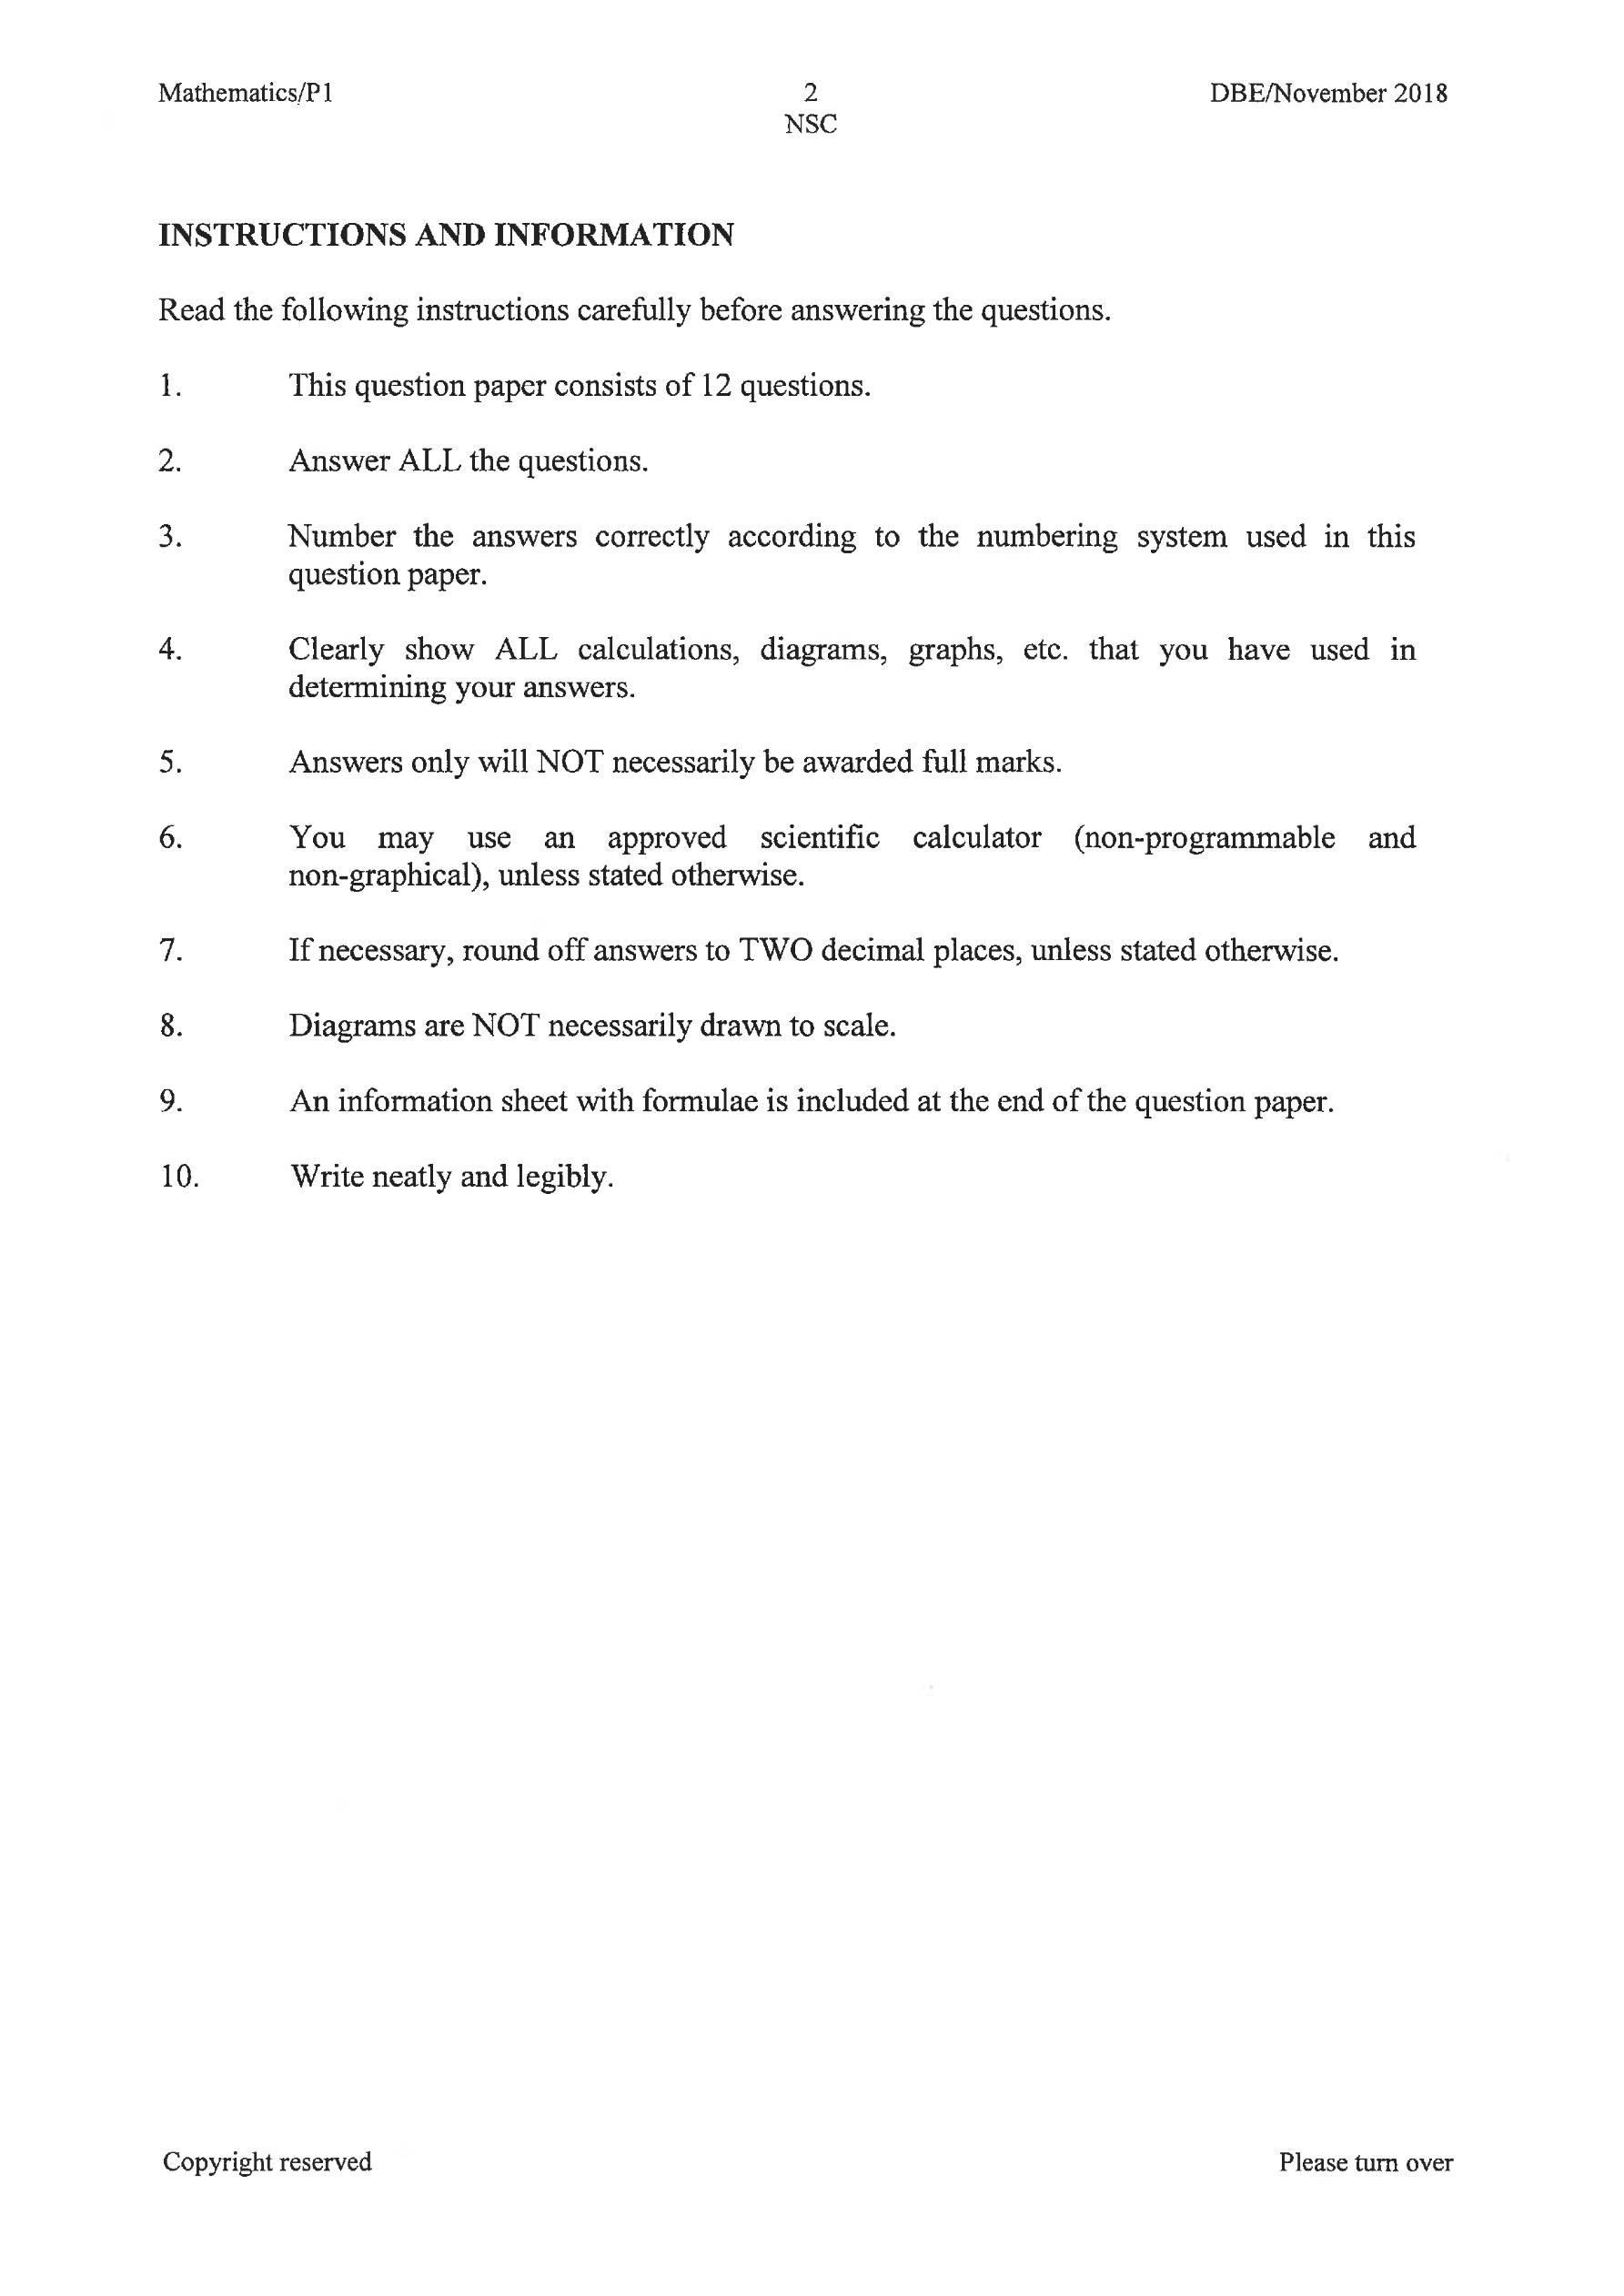 Mathematics/P1 2 DBE/November 2018
NSC
INSTRUCTIONS AND INFORMATION
Read the following instructions carefully before answering the questions.
1. This question paper consists of 12 questions.
2. Answer ALL the questions.
3. Number the answers correctly according to the numbering system used in this
question paper.
4. Clearly show ALL calculations, diagrams, graphs, etc. that you have used in
determining your answers.
5. Answers only will NOT necessarily be awarded full marks.
6. You may use an approved scientific calculator (non-programmable and
non-graphical), unless stated otherwise.
7. If necessary, round off answers to TWO decimal places, unless stated otherwise.
8. Diagrams are NOT necessarily drawn to scale.
9. An information sheet with formulae is included at the end of the question paper.
10. Write neatly and legibly.
Copyright reserved Please turn over